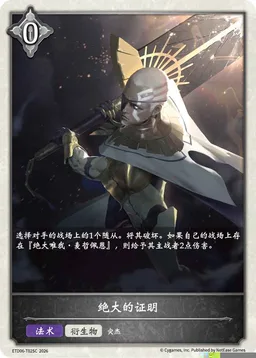 0
选择对手的战场上的1个随从。将其破坏。如果自己的战场上存
在『绝大唯我·麦哲佩恩』，则给予其主战者2点伤害。
绝大的证明
法术 衍生物 灸杰
ETD06-T02SC 2026
© Cygames, Inc. Published by NetEase Games